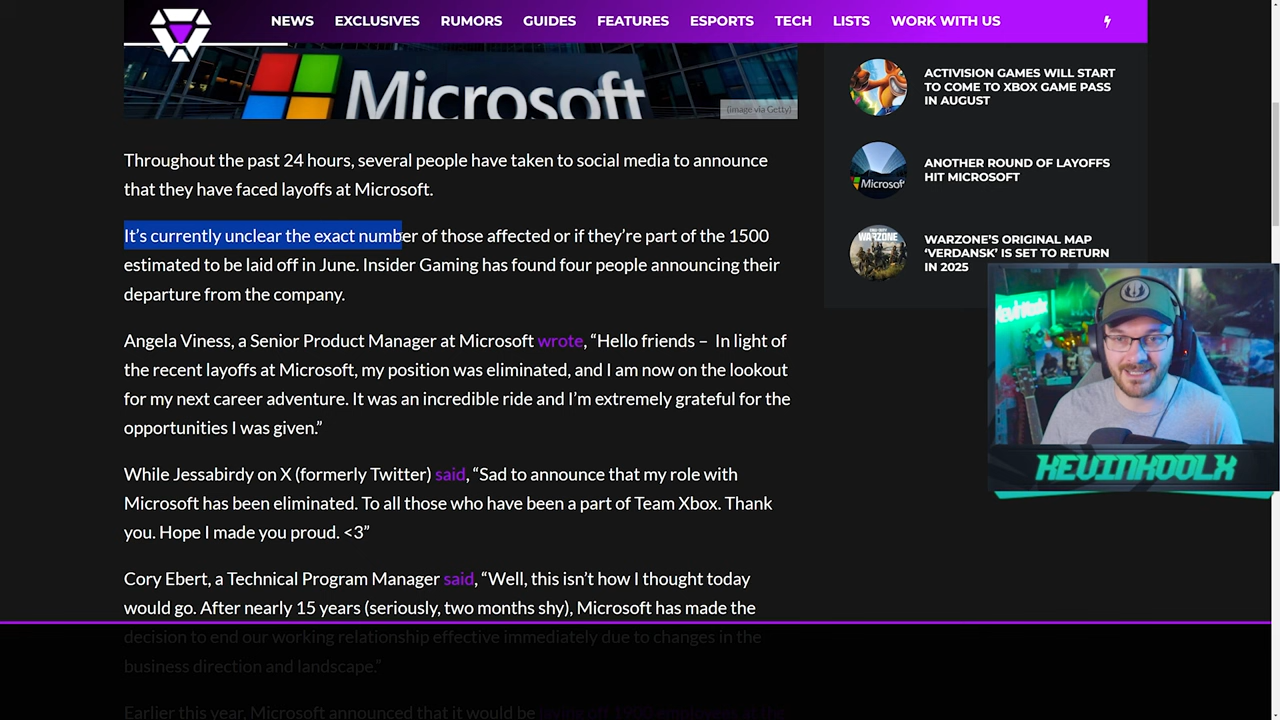 NEWS EXCLUSIVES RUMORS GUIDES FEATURES ESPORTS TECH LISTS WORK WITH US
Microsoft
(image via Getty)
Throughout the past 24 hours, several people have taken to social media to announce
that they have faced layoffs at Microsoft.
It’s currently unclear the exact number of those affected or if they’re part of the 1500
estimated to be laid off in June. Insider Gaming has found four people announcing their
departure from the company.
Angela Viness, a Senior Product Manager at Microsoft wrote, “Hello friends – In light of
the recent layoffs at Microsoft, my position was eliminated, and I am now on the lookout
for my next career adventure. It was an incredible ride and I’m extremely grateful for the
opportunities I was given.”
While Jessabirdy on X (formerly Twitter) said, “Sad to announce that my role with
Microsoft has been eliminated. To all those who have been a part of Team Xbox. Thank
you. Hope I made you proud. <3”
Cory Ebert, a Technical Program Manager said, “Well, this isn’t how I thought today
would go. After nearly 15 years (seriously, two months shy), Microsoft has made the
decision to end our working relationship effective immediately due to changes in the
business direction and landscape.”
Earlier this year, Microsoft announced that it would be
ACTIVISION GAMES WILL START
TO COME TO XBOX GAME PASS
IN AUGUST
Microsoft
ANOTHER ROUND OF LAYOFFS
HIT MICROSOFT
WARZONE
WARZONE’S ORIGINAL MAP
‘VERDANSK’ IS SET TO RETURN
IN 2025
KEVINKOOLX